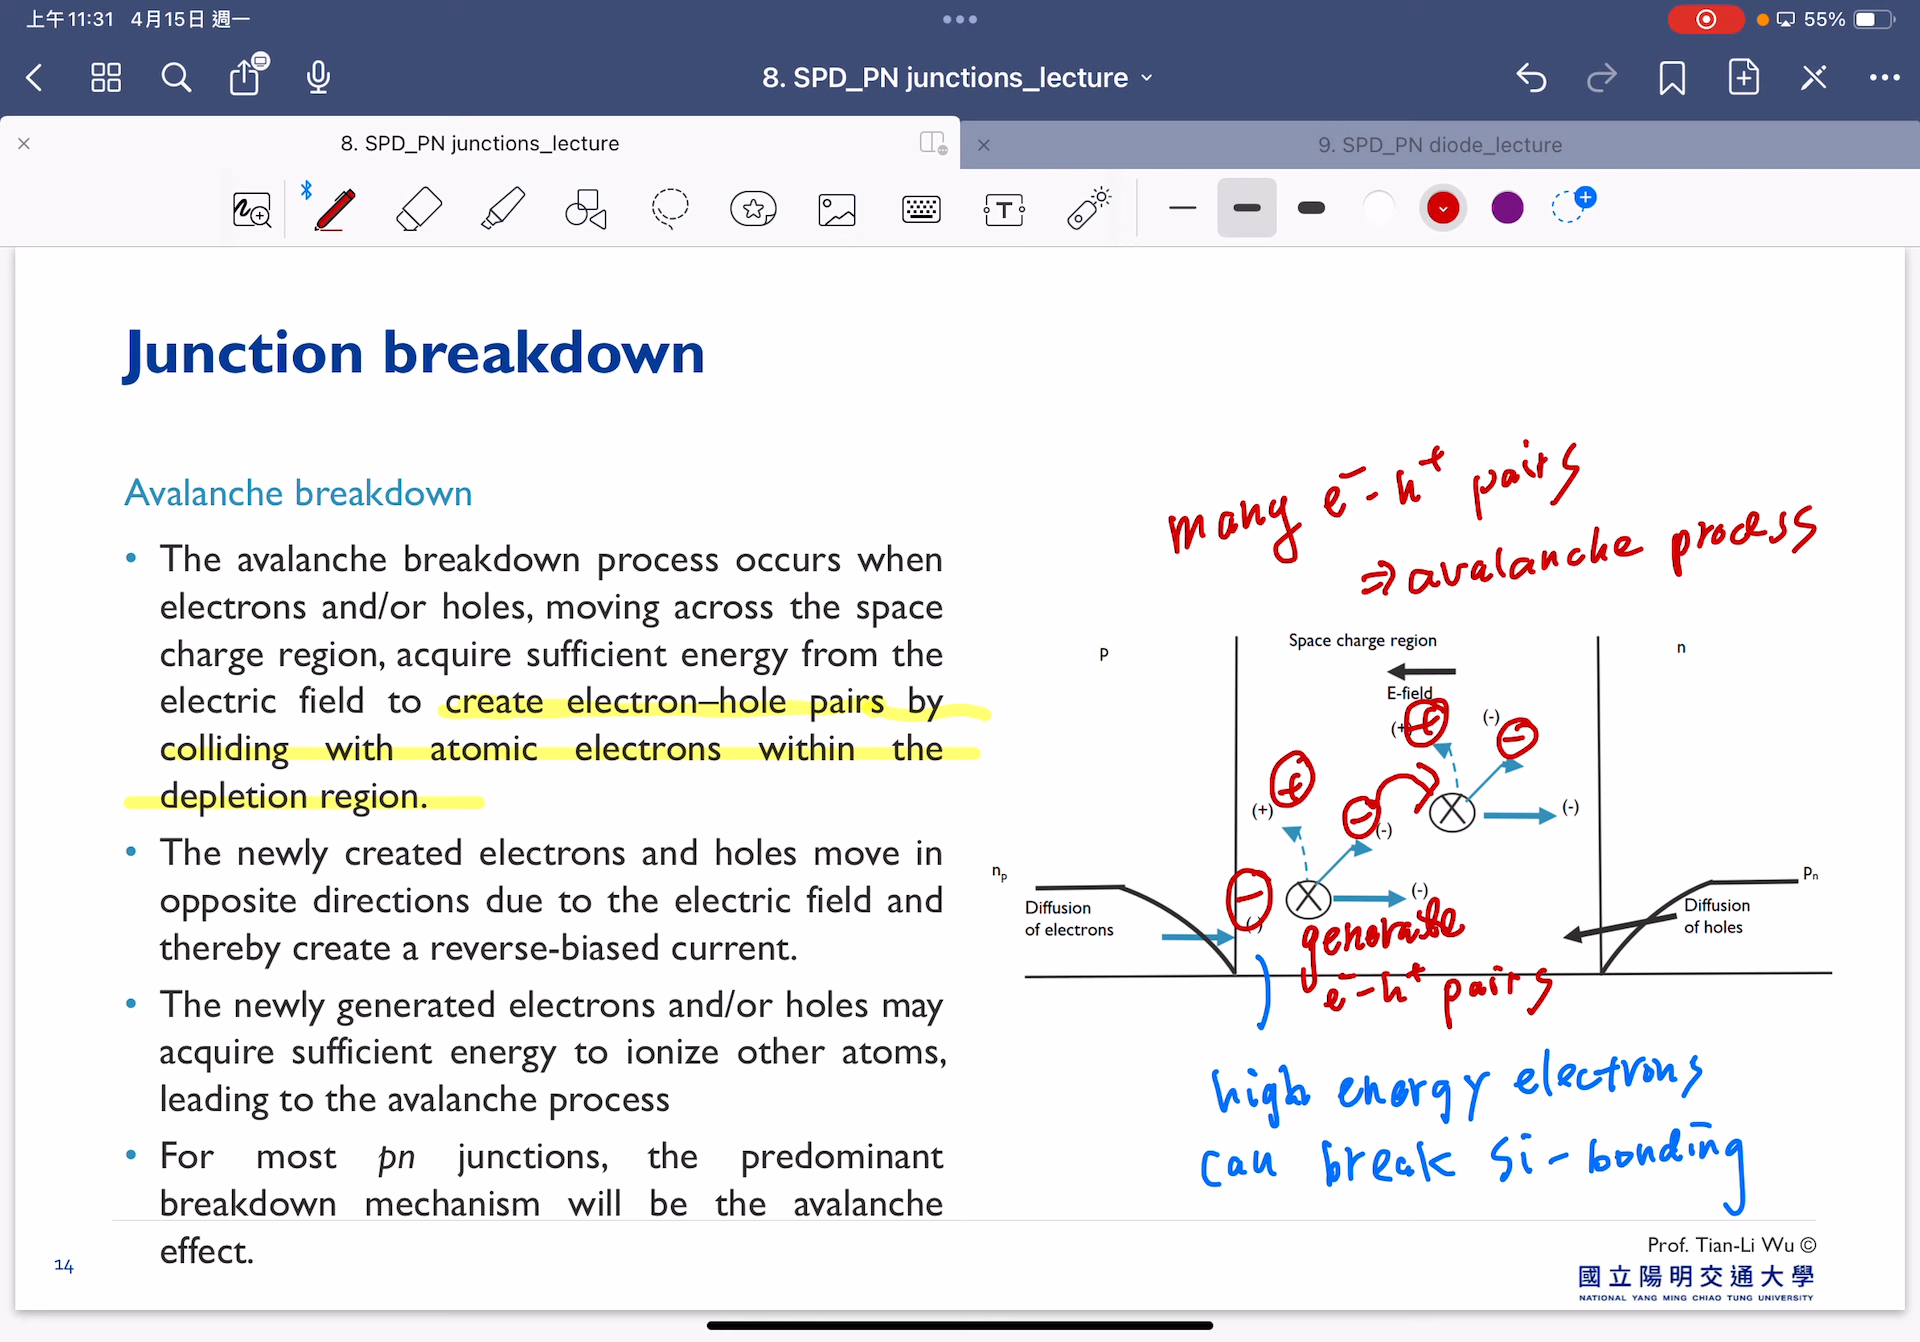 上午11:31 4月15日 週一
55%
8. SPD_PN junctions_lecture
8. SPD_PN junctions_lecture
9. SPD_PN diode_lecture
T
Junction breakdown
Avalanche breakdown
• The avalanche breakdown process occurs when
electrons and/or holes, moving across the space
charge region, acquire sufficient energy from the
electric field to create electron–hole pairs by
colliding with atomic electrons within the
depletion region.
• The newly created electrons and holes move in
opposite directions due to the electric field and
thereby create a reverse-biased current.
• The newly generated electrons and/or holes may
acquire sufficient energy to ionize other atoms,
leading to the avalanche process
• For most pn junctions, the predominant
breakdown mechanism will be the avalanche
effect.
many e⁻-h⁺ pairs
⇒ avalanche process
Space charge region
p
n
E-field
(+)
(-)
(+)
(-)
(-)
(-)
(-)
np
Pn
Diffusion
of electrons
Diffusion
of holes
generate
e⁻-h⁺ pairs
high energy electrons
can break Si-bonding
14
Prof. Tian-Li Wu ©
國立陽明交通大學
NATIONAL YANG MING CHIAO TUNG UNIVERSITY